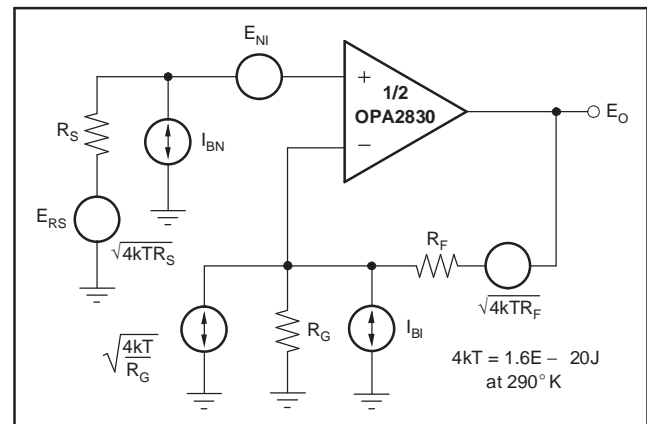 E_NI
+
1/2
OPA2830
−
E_O
R_S
I_BN
E_RS
√4kTR_S
R_F
√4kTR_F
√4kT/R_G
R_G
I_BI
4kT = 1.6E − 20J
at 290°K